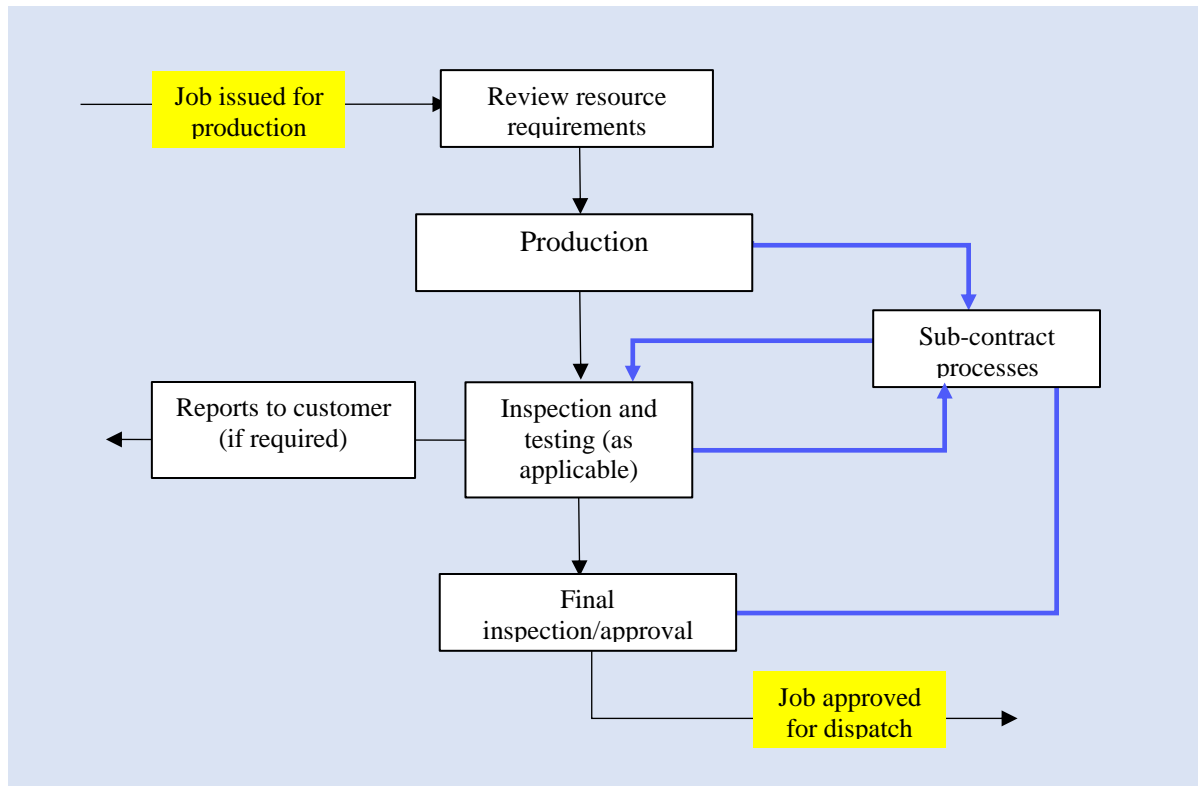 Job issued for
production
Review resource
requirements
Production
Sub-contract
processes
Reports to customer
(if required)
Inspection and
testing (as
applicable)
Final
inspection/approval
Job approved
for dispatch